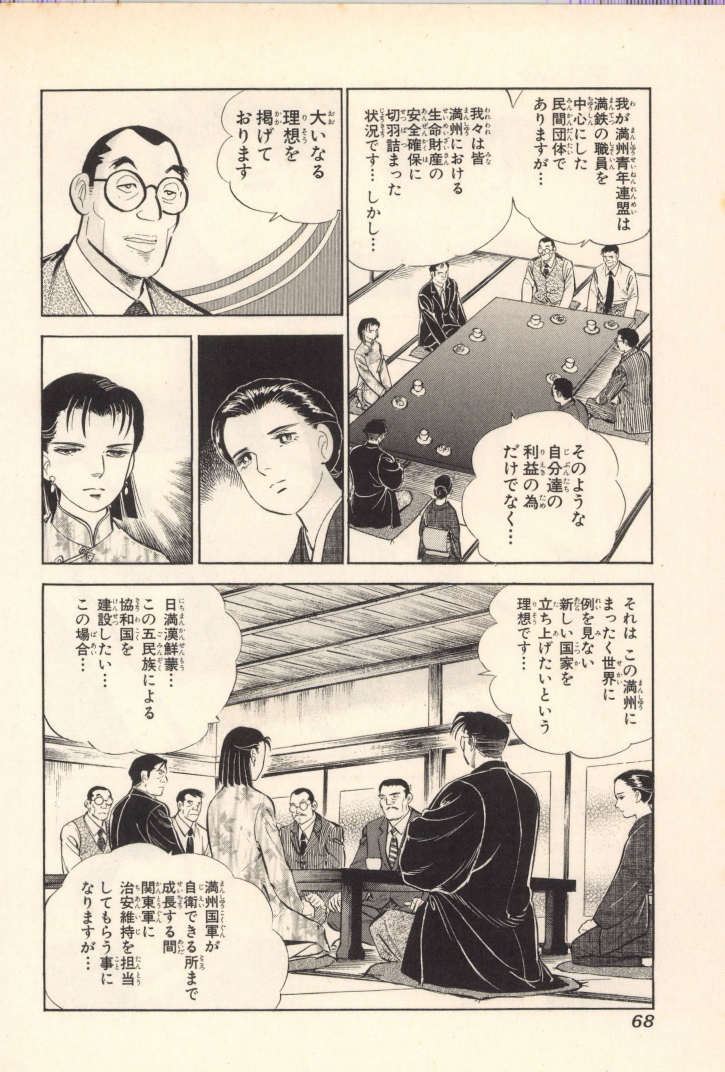 我が満州青年連盟は
満鉄の職員を
中心にした
民間団体で
ありますが…
我々は皆
満州における
生命財産の
安全確保に
切羽詰まった
状況です…しかし…
そのような
自分達の
利益の為
だけでなく…
大いなる
理想を
掲げて
おります
それは この満州に
まったく世界に
例を見ない
新しい国家を
立ち上げたいという
理想です…
日満漢鮮蒙…
この五民族による
協和国を
建設したい…
この場合…
満州国軍が
自衛できる所まで
成長する間
関東軍に
治安維持を担当
してもらう事に
なりますが…
68